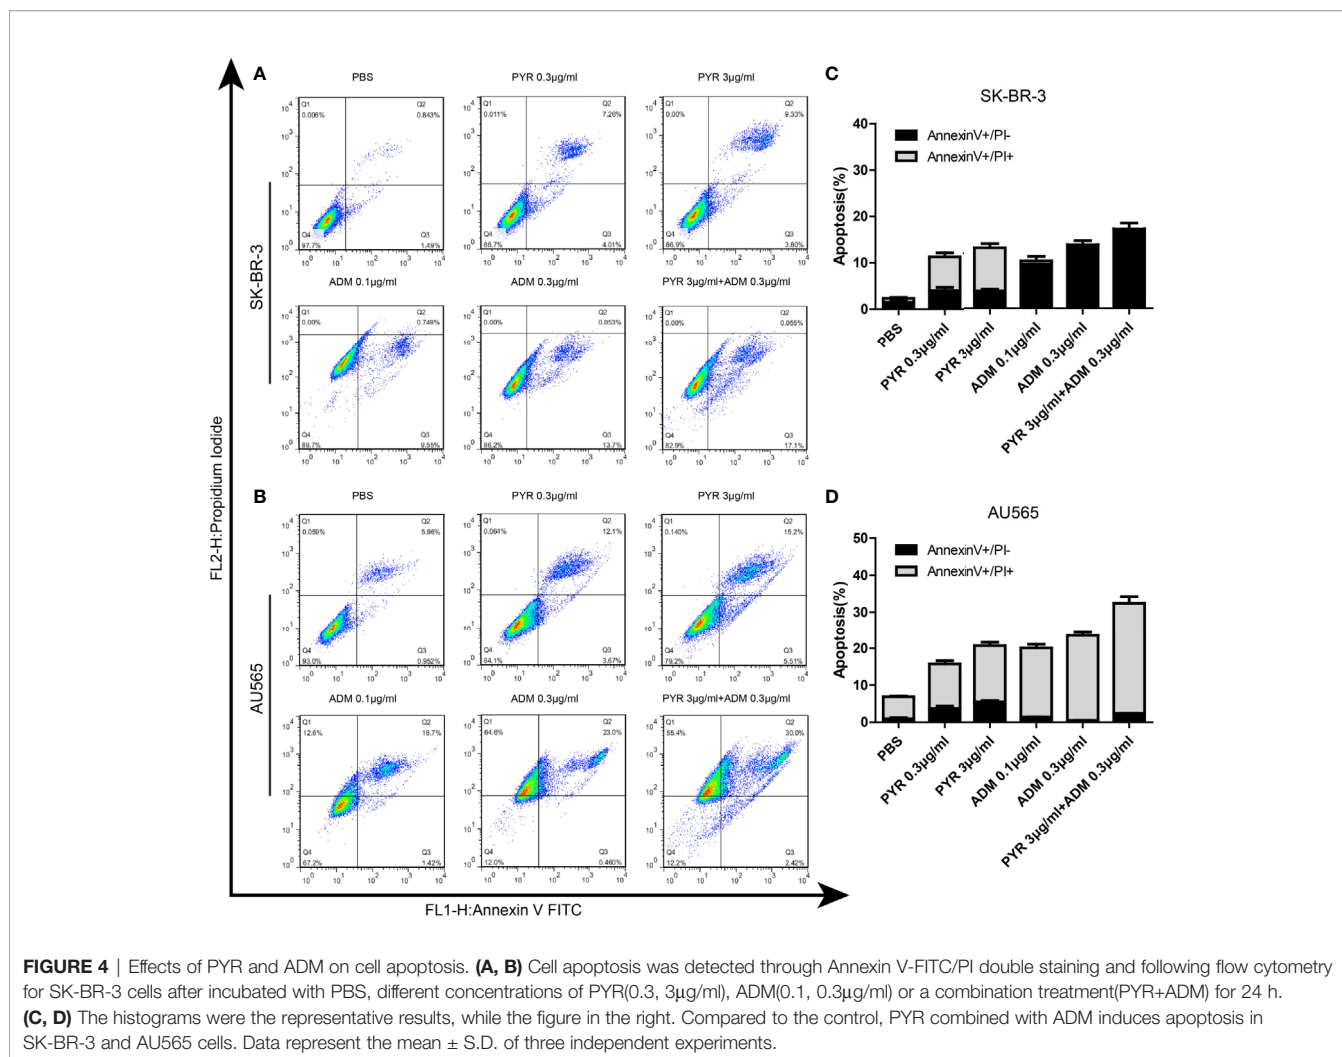 A
PBS
PYR 0.3µg/ml
PYR 3µg/ml
Q1
0.006%
Q2
0.843%
Q4
97.7%
Q3
1.49%
Q1
0.011%
Q2
7.26%
Q4
88.7%
Q3
4.01%
Q1
0.00%
Q2
9.33%
Q4
86.9%
Q3
3.80%
SK-BR-3
ADM 0.1µg/ml
ADM 0.3µg/ml
PYR 3µg/ml+ADM 0.3µg/ml
Q1
0.00%
Q2
0.749%
Q4
89.7%
Q3
9.55%
Q1
0.00%
Q2
0.053%
Q4
86.2%
Q3
13.7%
Q1
0.00%
Q2
0.055%
Q4
82.9%
Q3
17.1%
FL2-H:Propidium Iodide
B
PBS
PYR 0.3µg/ml
PYR 3µg/ml
Q1
0.059%
Q2
5.96%
Q4
93.0%
Q3
0.952%
Q1
0.064%
Q2
12.1%
Q4
84.1%
Q3
3.67%
Q1
0.140%
Q2
15.2%
Q4
79.2%
Q3
5.51%
AU565
ADM 0.1µg/ml
ADM 0.3µg/ml
PYR 3µg/ml+ADM 0.3µg/ml
Q1
12.6%
Q2
18.7%
Q4
67.2%
Q3
1.42%
Q1
64.6%
Q2
23.0%
Q4
12.0%
Q3
0.460%
Q1
55.4%
Q2
30.0%
Q4
12.2%
Q3
2.42%
FL1-H:Annexin V FITC
C
SK-BR-3
AnnexinV+/PI-
AnnexinV+/PI+
Apoptosis(%)
40
30
20
10
0
PBS
PYR 0.3µg/ml
PYR 3µg/ml
ADM 0.1µg/ml
ADM 0.3µg/ml
PYR 3µg/ml+ADM 0.3µg/ml
D
AU565
AnnexinV+/PI-
AnnexinV+/PI+
Apoptosis(%)
50
40
30
20
10
0
PBS
PYR 0.3µg/ml
PYR 3µg/ml
ADM 0.1µg/ml
ADM 0.3µg/ml
PYR 3µg/ml+ADM 0.3µg/ml
FIGURE 4 | Effects of PYR and ADM on cell apoptosis. (A, B) Cell apoptosis was detected through Annexin V-FITC/PI double staining and following flow cytometry
for SK-BR-3 cells after incubated with PBS, different concentrations of PYR(0.3, 3µg/ml), ADM(0.1, 0.3µg/ml) or a combination treatment(PYR+ADM) for 24 h.
(C, D) The histograms were the representative results, while the figure in the right. Compared to the control, PYR combined with ADM induces apoptosis in
SK-BR-3 and AU565 cells. Data represent the mean ± S.D. of three independent experiments.